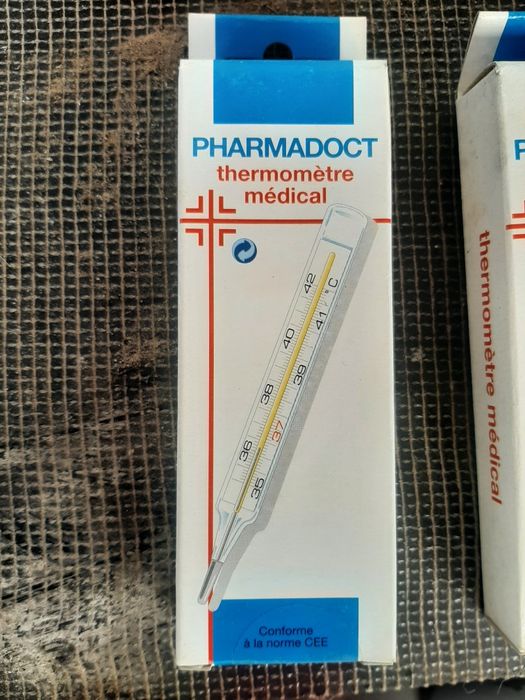 PHARMADOCT
thermomètre
médical
42
°C
41
40
39
38
37
36
35
Conforme
à la norme CEE
P
thermomètre médical